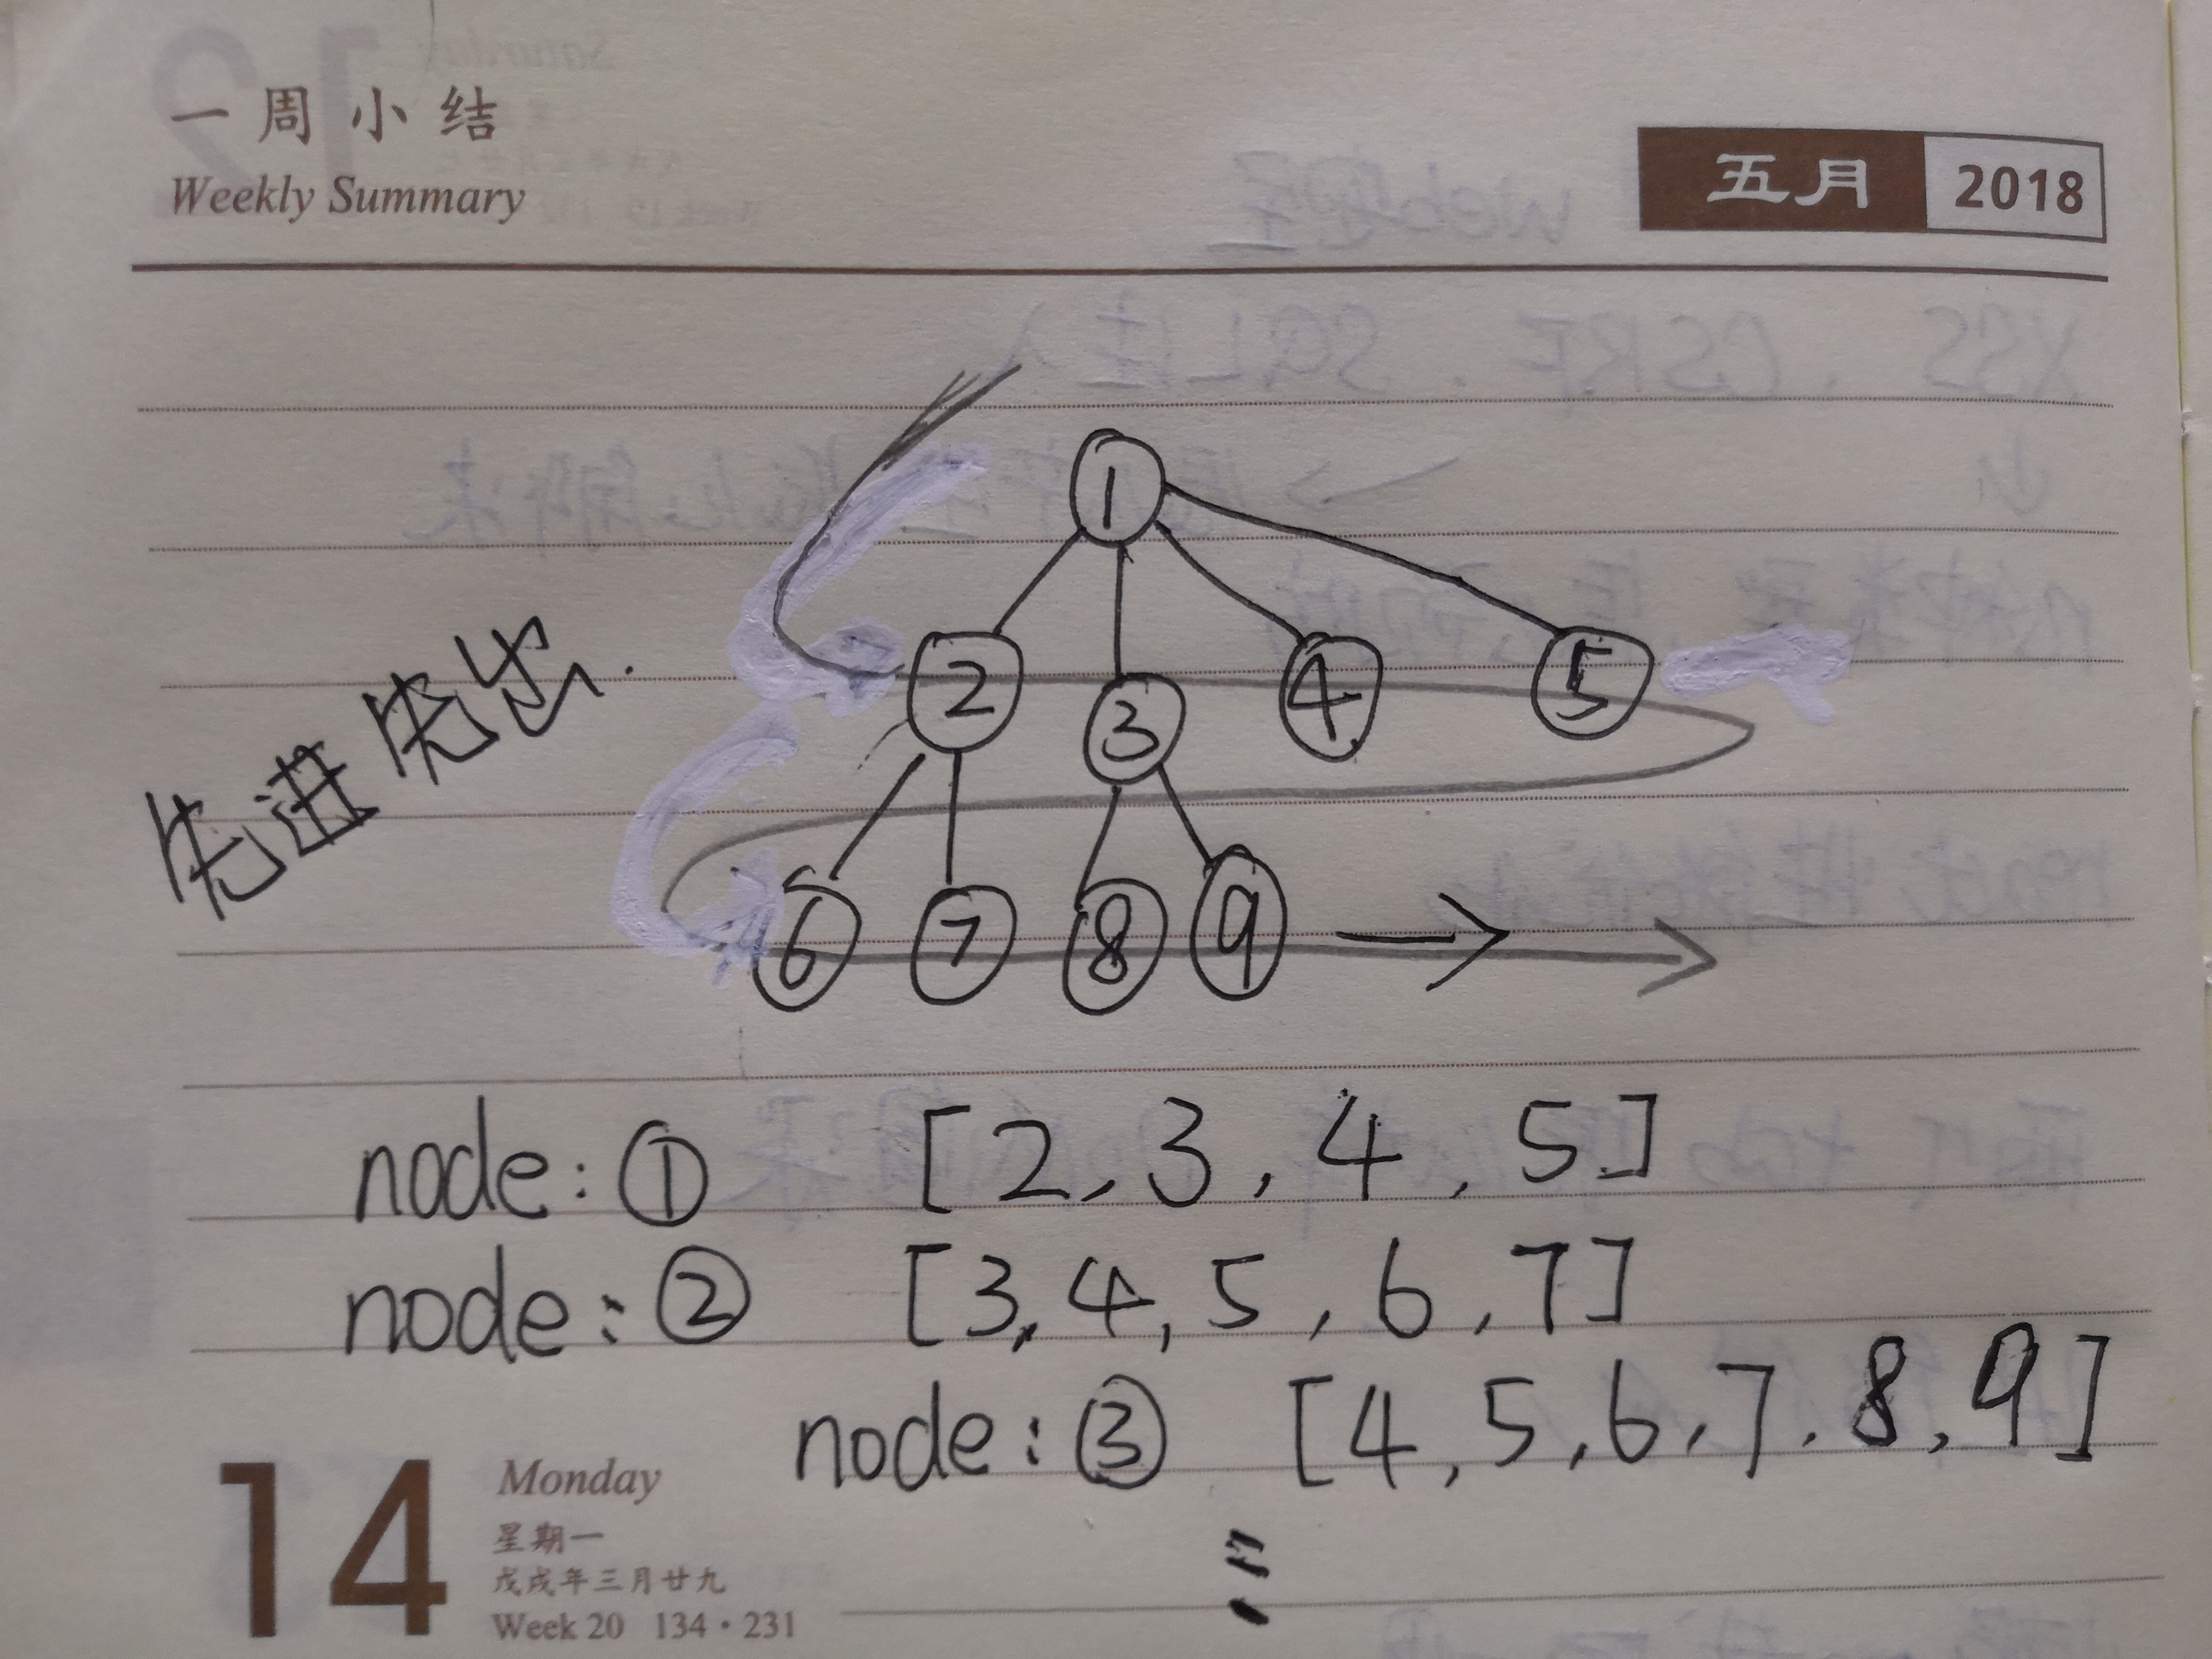 一周小结
Weekly Summary
五月 2018
1
2 3 4 5
先进先出.
6 7 8 9
node: ① [2, 3, 4, 5]
node: ② [3, 4, 5, 6, 7]
node: ③ [4, 5, 6, 7, 8, 9]
14
Monday
星期一
戊戌年三月廿九
Week 20 134·231